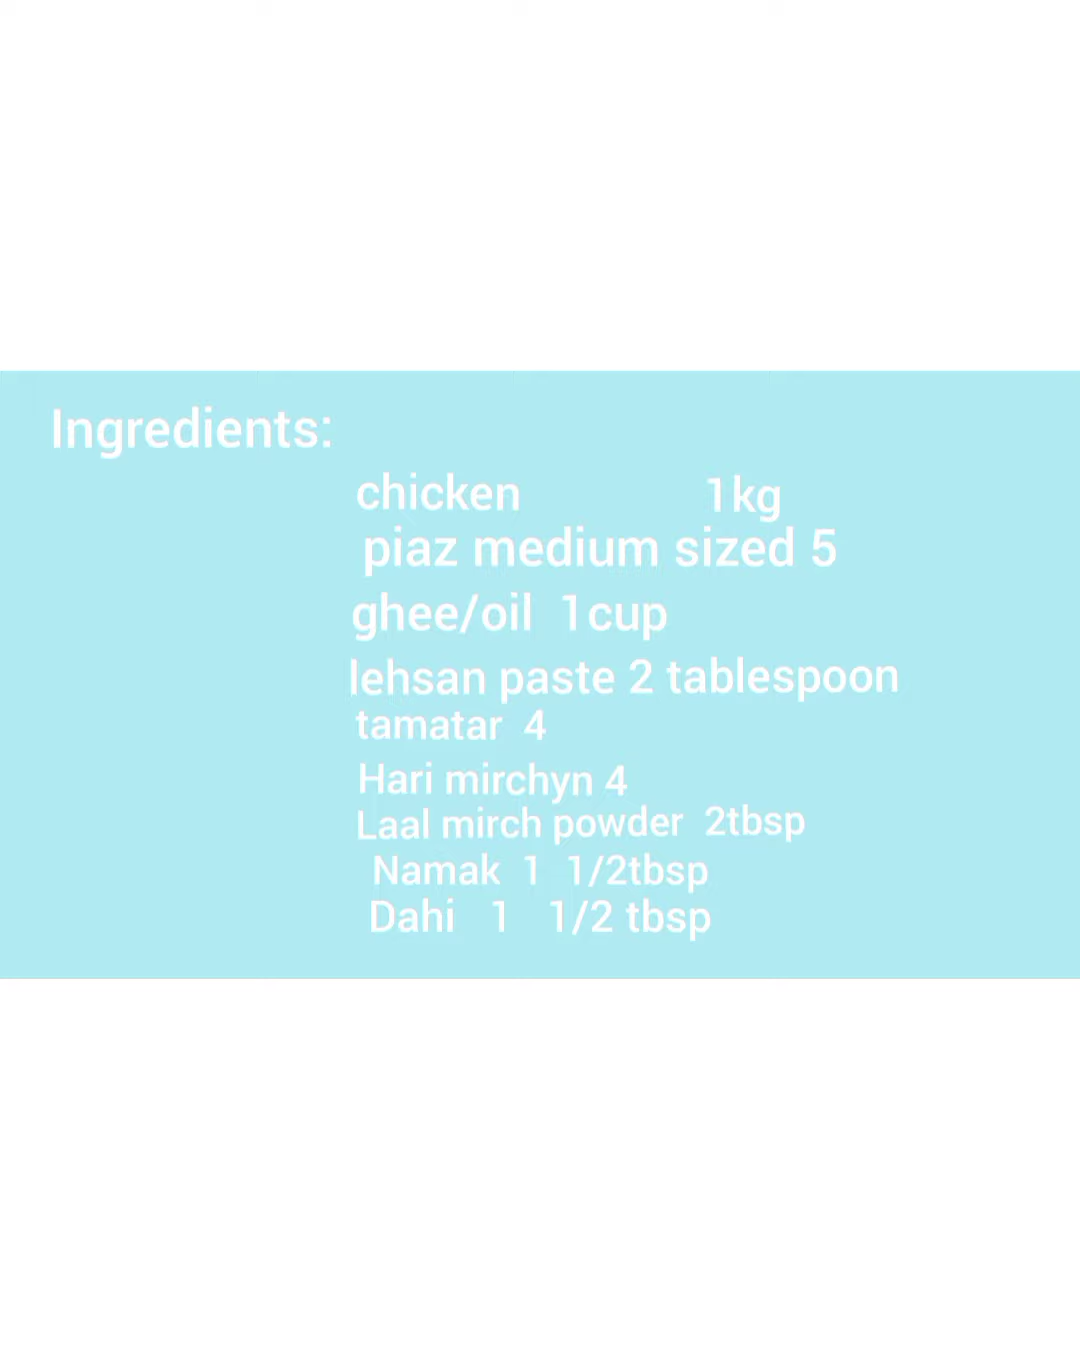 Ingredients:
chicken 1kg
piaz medium sized 5
ghee/oil 1cup
lehsan paste 2 tablespoon
tamatar 4
Hari mirchyn 4
Laal mirch powder 2tbsp
Namak 1 1/2tbsp
Dahi 1 1/2 tbsp